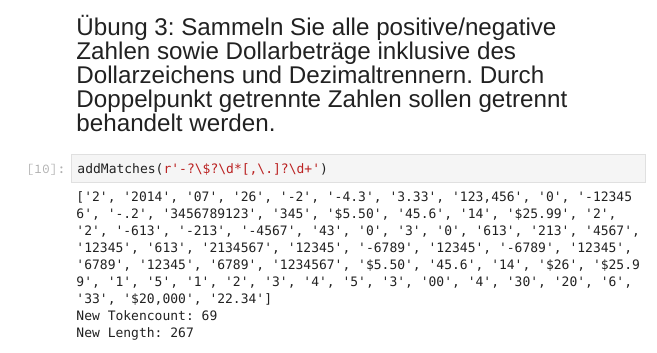 Übung 3: Sammeln Sie alle positive/negative
Zahlen sowie Dollarbeträge inklusive des
Dollarzeichens und Dezimaltrennern. Durch
Doppelpunkt getrennte Zahlen sollen getrennt
behandelt werden.
[10]: addMatches(r'-?\$?\d*[,\.]?\d+')
['2', '2014', '07', '26', '-2', '-4.3', '3.33', '123,456', '0', '-12345
6', '-.2', '3456789123', '345', '$5.50', '45.6', '14', '$25.99', '2',
'2', '-613', '-213', '-4567', '43', '0', '3', '0', '613', '213', '4567',
'12345', '613', '2134567', '12345', '-6789', '12345', '-6789', '12345',
'6789', '12345', '6789', '1234567', '$5.50', '45.6', '14', '$26', '$25.9
9', '1', '5', '1', '2', '3', '4', '5', '3', '00', '4', '30', '20', '6',
'33', '$20,000', '22.34']
New Tokencount: 69
New Length: 267